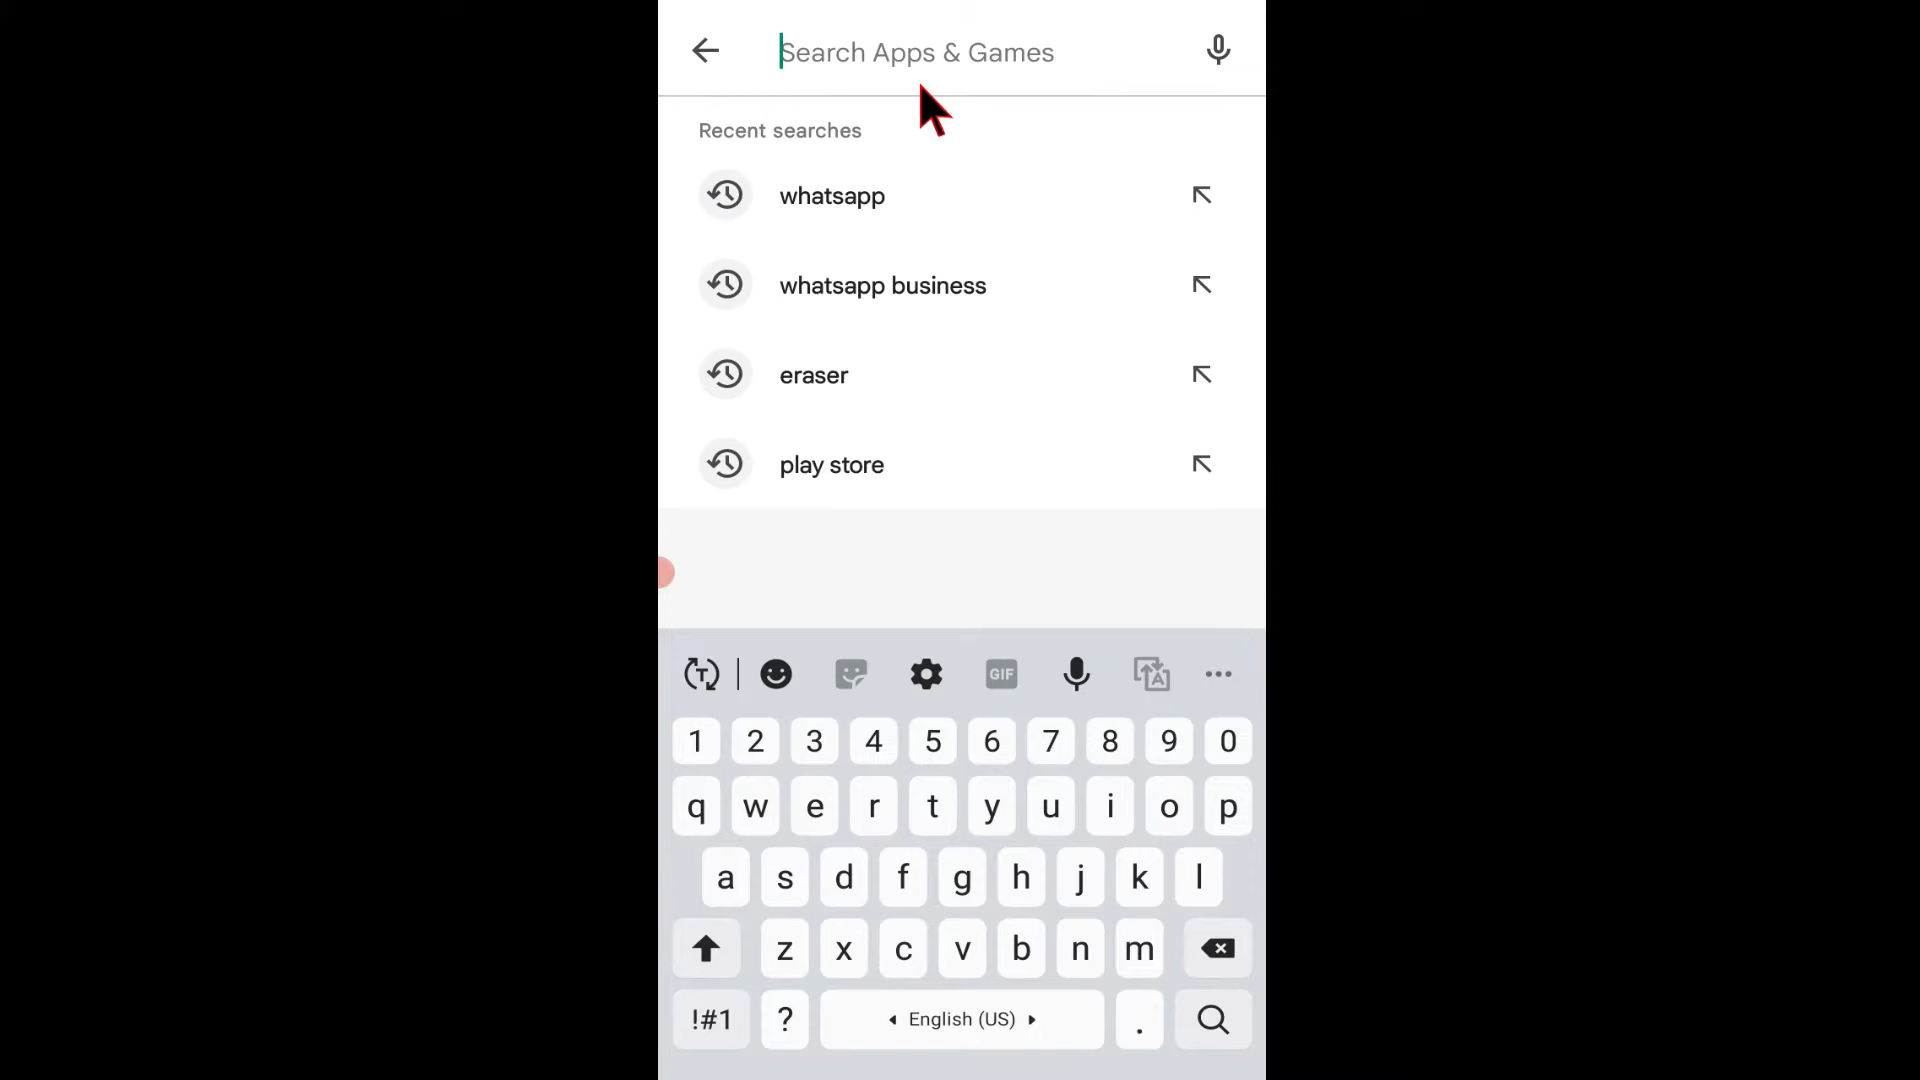 Search Apps & Games
Recent searches
whatsapp
whatsapp business
eraser
play store
T GIF A
1 2 3 4 5 6 7 8 9 0
q w e r t y u i o p
a s d f g h j k l
z x c v b n m
!#1 ? English (US) .